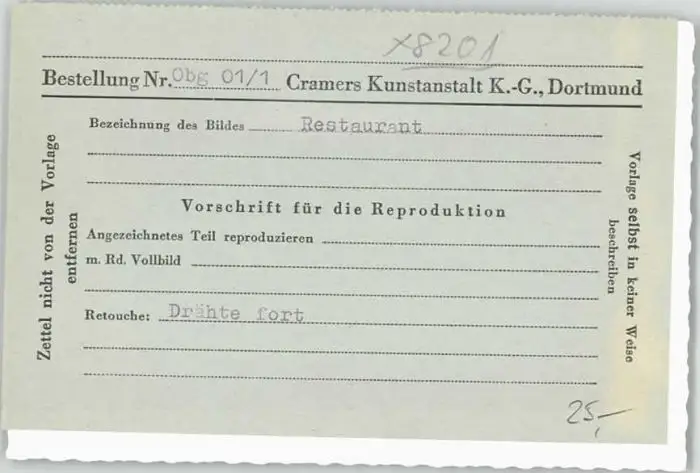 x8201
Bestellung Nr. Obg 01/1 Cramers Kunstanstalt K.-G., Dortmund
Bezeichnung des Bildes Restaurant
Vorschrift für die Reproduktion
Angezeichnetes Teil reproduzieren
m. Rd. Vollbild
Retouche: Drähte fort
Zettel nicht von der Vorlage
entfernen
Vorlage selbst in keiner Weise
beschreiben
25,-